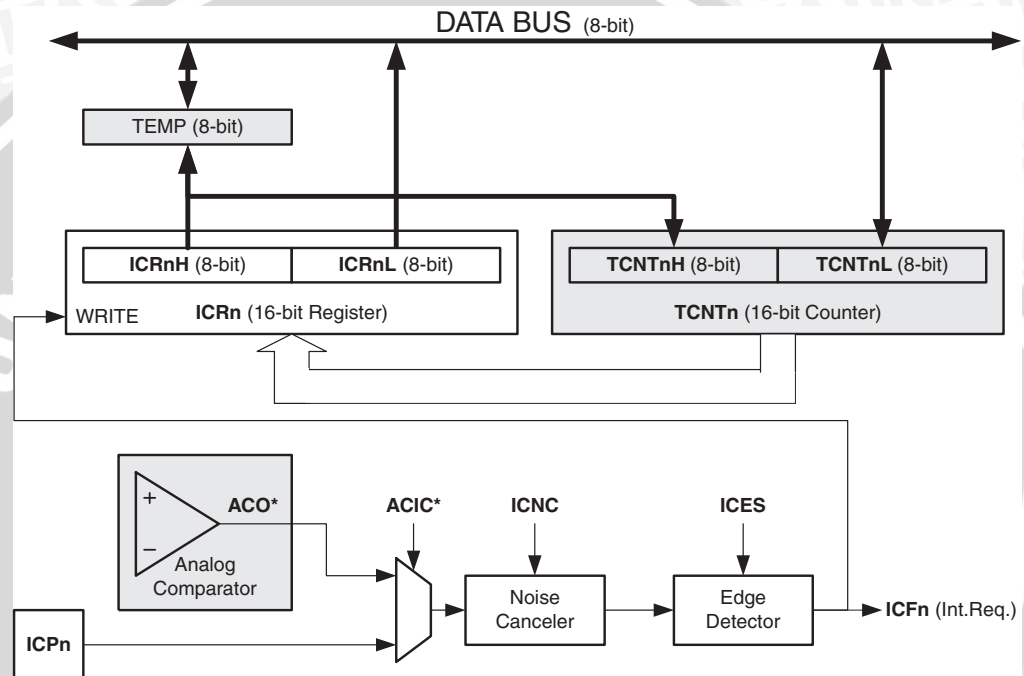 DATA BUS (8-bit)
TEMP (8-bit)
ICRnH (8-bit)
ICRnL (8-bit)
TCNTnH (8-bit)
TCNTnL (8-bit)
WRITE
ICRn (16-bit Register)
TCNTn (16-bit Counter)
+
−
ACO*
Analog
Comparator
ACIC*
ICNC
ICES
Noise
Canceler
Edge
Detector
ICFn (Int.Req.)
ICPn